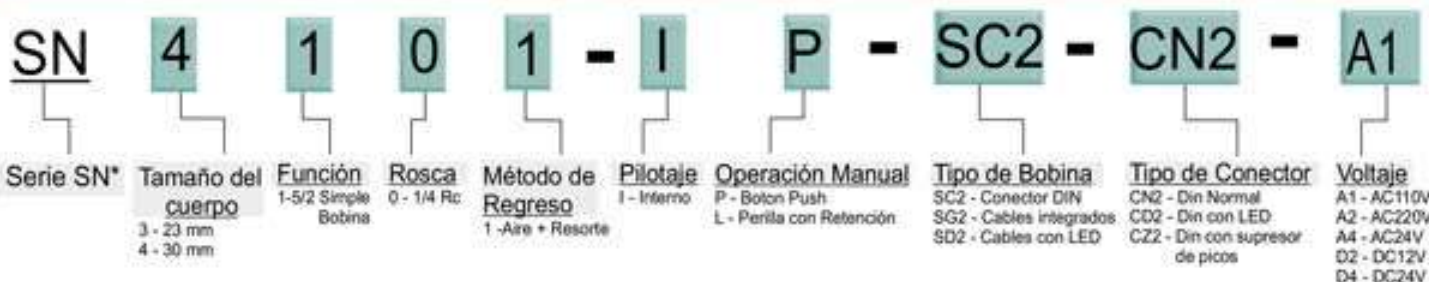 SN 4 1 0 1 - I P - SC2 - CN2 - A1
Serie SN*
Tamaño del
cuerpo
3 - 23 mm
4 - 30 mm
Función
1-5/2 Simple
Bobina
Rosca
0 - 1/4 Rc
Método de
Regreso
1 -Aire + Resorte
Pilotaje
I - Interno
Operación Manual
P - Boton Push
L - Perilla con Retención
Tipo de Bobina
SC2 - Conector DIN
SG2 - Cables integrados
SD2 - Cables con LED
Tipo de Conector
CN2 - Din Normal
CD2 - Din con LED
CZ2 - Din con supresor
de picos
Voltaje
A1 - AC110V
A2 - AC220V
A4 - AC24V
D2 - DC12V
D4 - DC24V